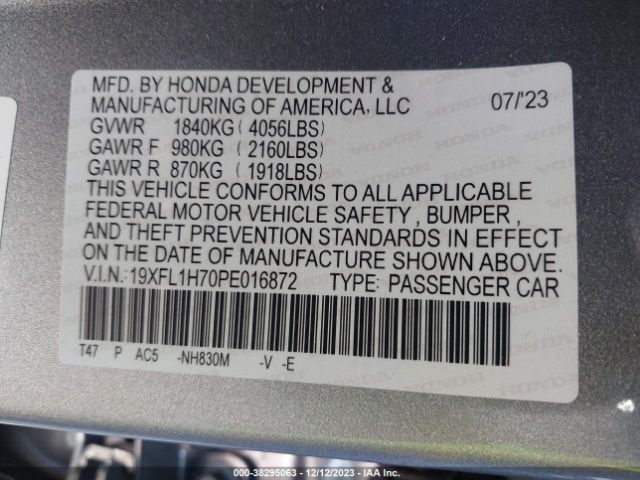 MFD. BY HONDA DEVELOPMENT &
MANUFACTURING OF AMERICA, LLC 07/'23
GVWR 1840KG ( 4056LBS)
GAWR F 980KG ( 2160LBS)
GAWR R 870KG ( 1918LBS)
THIS VEHICLE CONFORMS TO ALL APPLICABLE
FEDERAL MOTOR VEHICLE SAFETY , BUMPER ,
AND THEFT PREVENTION STANDARDS IN EFFECT
ON THE DATE OF MANUFACTURE SHOWN ABOVE.
V.I.N.:19XFL1H70PE016872 TYPE: PASSENGER CAR
T47 P AC5 -NH830M -V -E
000-38295063 - 12/12/2023 - IAAI.com